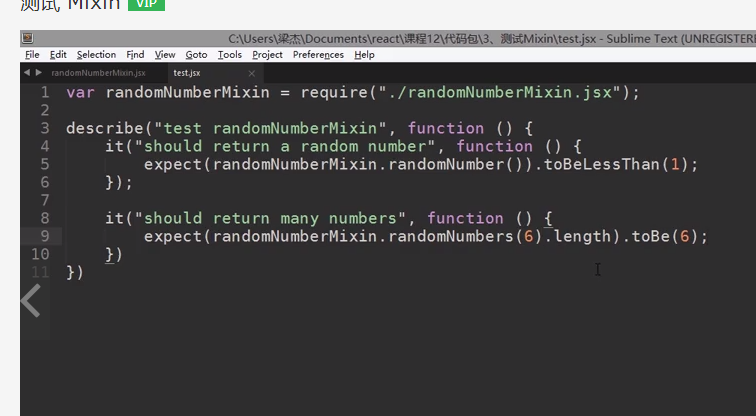 测试 Mixin VIP
C:\Users\梁杰\Documents\react\课程12\代码包\3、测试Mixin\test.jsx - Sublime Text (UNREGISTERE
File Edit Selection Find View Goto Tools Project Preferences Help
randomNumberMixin.jsx test.jsx ×
1 var randomNumberMixin = require("./randomNumberMixin.jsx");
2
3 describe("test randomNumberMixin", function () {
4 it("should return a random number", function () {
5 expect(randomNumberMixin.randomNumber()).toBeLessThan(1);
6 });
7
8 it("should return many numbers", function () {
9 expect(randomNumberMixin.randomNumbers(6).length).toBe(6);
10 })
11 })